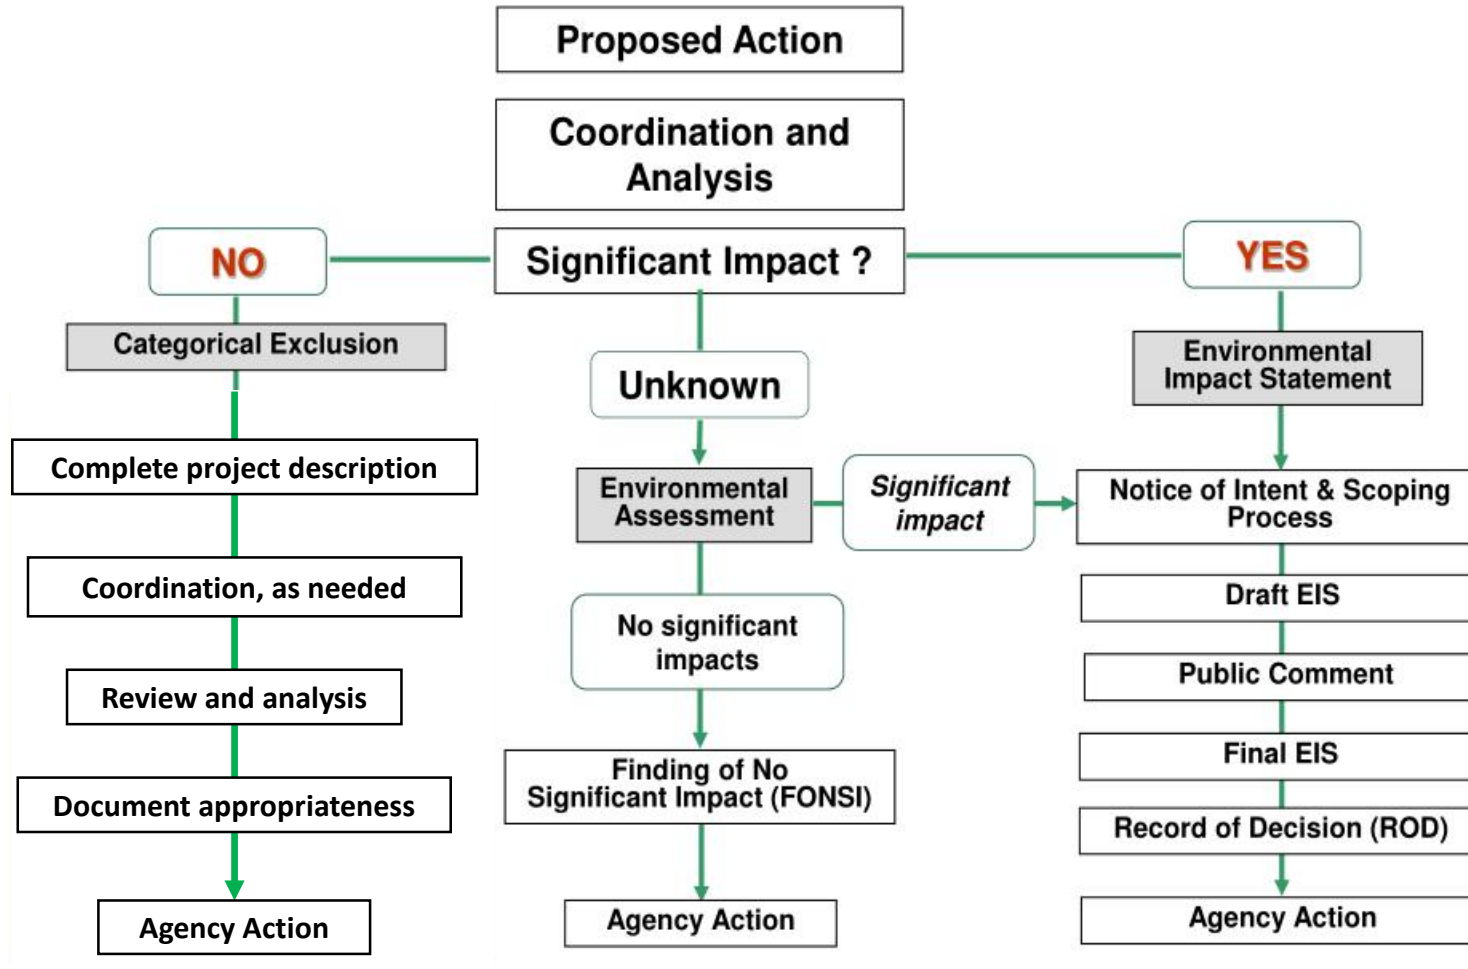 Proposed Action
Coordination and
Analysis
NO
Significant Impact ?
YES
Categorical Exclusion
Complete project description
Coordination, as needed
Review and analysis
Document appropriateness
Agency Action
Unknown
Environmental
Assessment
Significant
impact
No significant
impacts
Finding of No
Significant Impact (FONSI)
Agency Action
Environmental
Impact Statement
Notice of Intent & Scoping
Process
Draft EIS
Public Comment
Final EIS
Record of Decision (ROD)
Agency Action